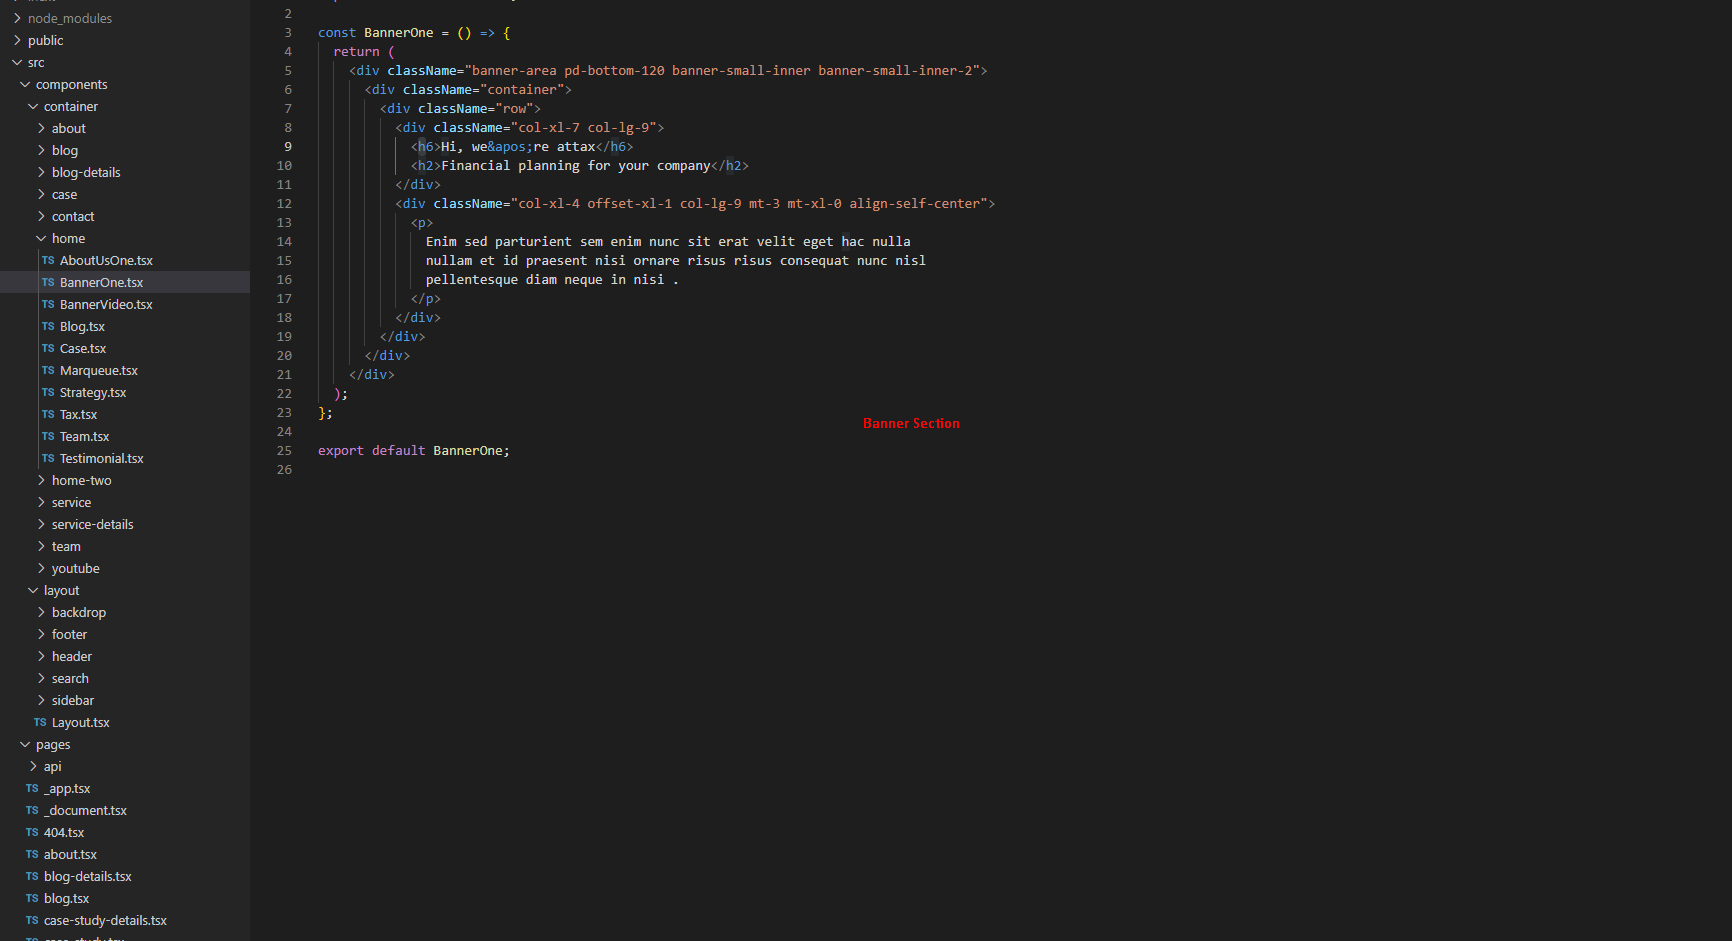 node_modules
public
src
components
container
about
blog
blog-details
case
contact
home
TS AboutUsOne.tsx
TS BannerOne.tsx
TS BannerVideo.tsx
TS Blog.tsx
TS Case.tsx
TS Marqueue.tsx
TS Strategy.tsx
TS Tax.tsx
TS Team.tsx
TS Testimonial.tsx
home-two
service
service-details
team
youtube
layout
backdrop
footer
header
search
sidebar
TS Layout.tsx
pages
api
TS _app.tsx
TS _document.tsx
TS 404.tsx
TS about.tsx
TS blog-details.tsx
TS blog.tsx
TS case-study-details.tsx
2
3 const BannerOne = () => {
4 return (
5 <div className="banner-area pd-bottom-120 banner-small-inner banner-small-inner-2">
6 <div className="container">
7 <div className="row">
8 <div className="col-xl-7 col-lg-9">
9 <h6>Hi, we&apos;re attax</h6>
10 <h2>Financial planning for your company</h2>
11 </div>
12 <div className="col-xl-4 offset-xl-1 col-lg-9 mt-3 mt-xl-0 align-self-center">
13 <p>
14 Enim sed parturient sem enim nunc sit erat velit eget hac nulla
15 nullam et id praesent nisi ornare risus risus consequat nunc nisl
16 pellentesque diam neque in nisi .
17 </p>
18 </div>
19 </div>
20 </div>
21 </div>
22 );
23 };
Banner Section
24
25 export default BannerOne;
26